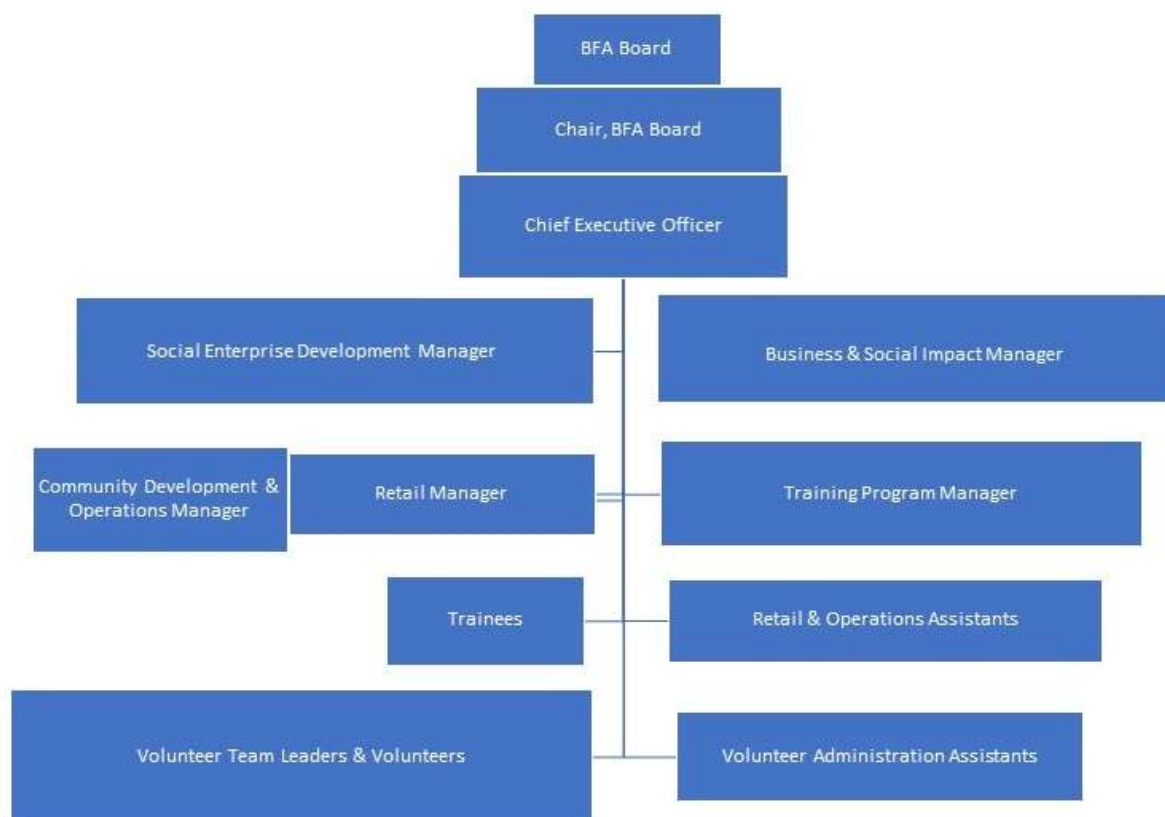 BFA Board
Chair, BFA Board
Chief Executive Officer
Social Enterprise Development Manager
Business & Social Impact Manager
Community Development &
Operations Manager
Retail Manager
Training Program Manager
Trainees
Retail & Operations Assistants
Volunteer Team Leaders & Volunteers
Volunteer Administration Assistants